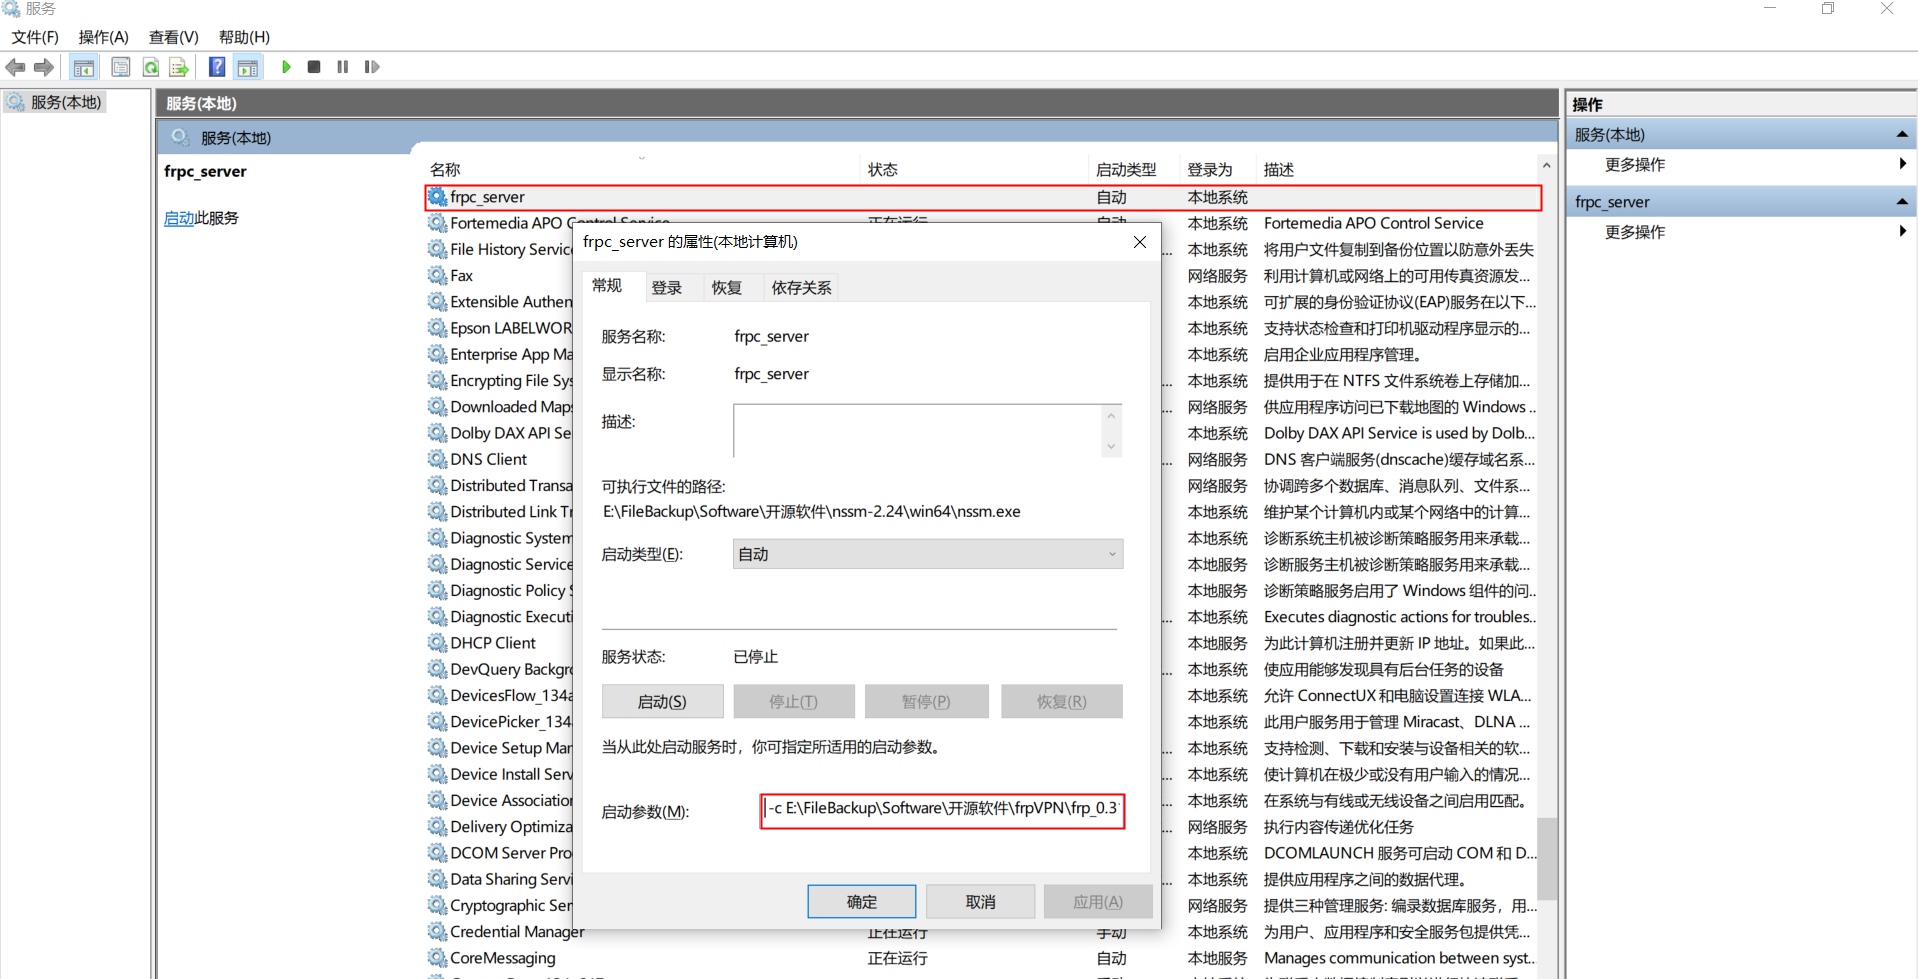 服务
文件(F) 操作(A) 查看(V) 帮助(H)
服务(本地)
服务(本地)
服务(本地)
frpc_server
启动此服务
名称 状态 启动类型 登录为 描述
frpc_server 自动 本地系统
Fortemedia APO Control Service 正在运行 自动 本地系统 Fortemedia APO Control Service
File History Service ... 本地系统 将用户文件复制到备份位置以防意外丢失
Fax 网络服务 利用计算机或网络上的可用传真资源发...
Extensible Authen 本地系统 可扩展的身份验证协议(EAP)服务在以下...
Epson LABELWOR 本地系统 支持状态检查和打印机驱动程序显示的...
Enterprise App Ma 本地系统 启用企业应用程序管理。
Encrypting File Sys ... 本地系统 提供用于在 NTFS 文件系统卷上存储加...
Downloaded Maps ... 网络服务 供应用程序访问已下载地图的 Windows ..
Dolby DAX API Se 本地系统 Dolby DAX API Service is used by Dolb...
DNS Client ... 网络服务 DNS 客户端服务(dnscache)缓存域名系...
Distributed Transa 网络服务 协调跨多个数据库、消息队列、文件系...
Distributed Link Tr 本地系统 维护某个计算机内或某个网络中的计算...
Diagnostic System 本地系统 诊断系统主机被诊断策略服务用来承载...
Diagnostic Service 本地服务 诊断服务主机被诊断策略服务用来承载...
Diagnostic Policy S 本地服务 诊断策略服务启用了 Windows 组件的问..
Diagnostic Executi ... 本地系统 Executes diagnostic actions for troubles..
DHCP Client 本地服务 为此计算机注册并更新 IP 地址。如果此...
DevQuery Backgro ... 本地系统 使应用能够发现具有后台任务的设备
DevicesFlow_134a 本地系统 允许 ConnectUX 和电脑设置连接 WLA...
DevicePicker_134 本地系统 此用户服务用于管理 Miracast、DLNA ...
Device Setup Man ... 本地系统 支持检测、下载和安装与设备相关的软...
Device Install Serv ... 本地系统 使计算机在极少或没有用户输入的情况...
Device Association ... 本地系统 在系统与有线或无线设备之间启用匹配。
Delivery Optimiza ... 网络服务 执行内容传递优化任务
DCOM Server Pro 本地系统 DCOMLAUNCH 服务可启动 COM 和 D...
Data Sharing Servi ... 本地系统 提供应用程序之间的数据代理。
Cryptographic Ser 网络服务 提供三种管理服务: 编录数据库服务，用...
Credential Manager 正在运行 手动 本地系统 为用户、应用程序和安全服务包提供凭...
CoreMessaging 正在运行 自动 本地服务 Manages communication between syst...
frpc_server 的属性(本地计算机)
常规 登录 恢复 依存关系
服务名称: frpc_server
显示名称: frpc_server
描述:
可执行文件的路径:
E:\FileBackup\Software\开源软件\nssm-2.24\win64\nssm.exe
启动类型(E): 自动
服务状态: 已停止
启动(S) 停止(T) 暂停(P) 恢复(R)
当从此处启动服务时，你可指定所适用的启动参数。
启动参数(M): -c E:\FileBackup\Software\开源软件\frpVPN\frp_0.3
确定 取消 应用(A)
操作
服务(本地)
更多操作
frpc_server
更多操作